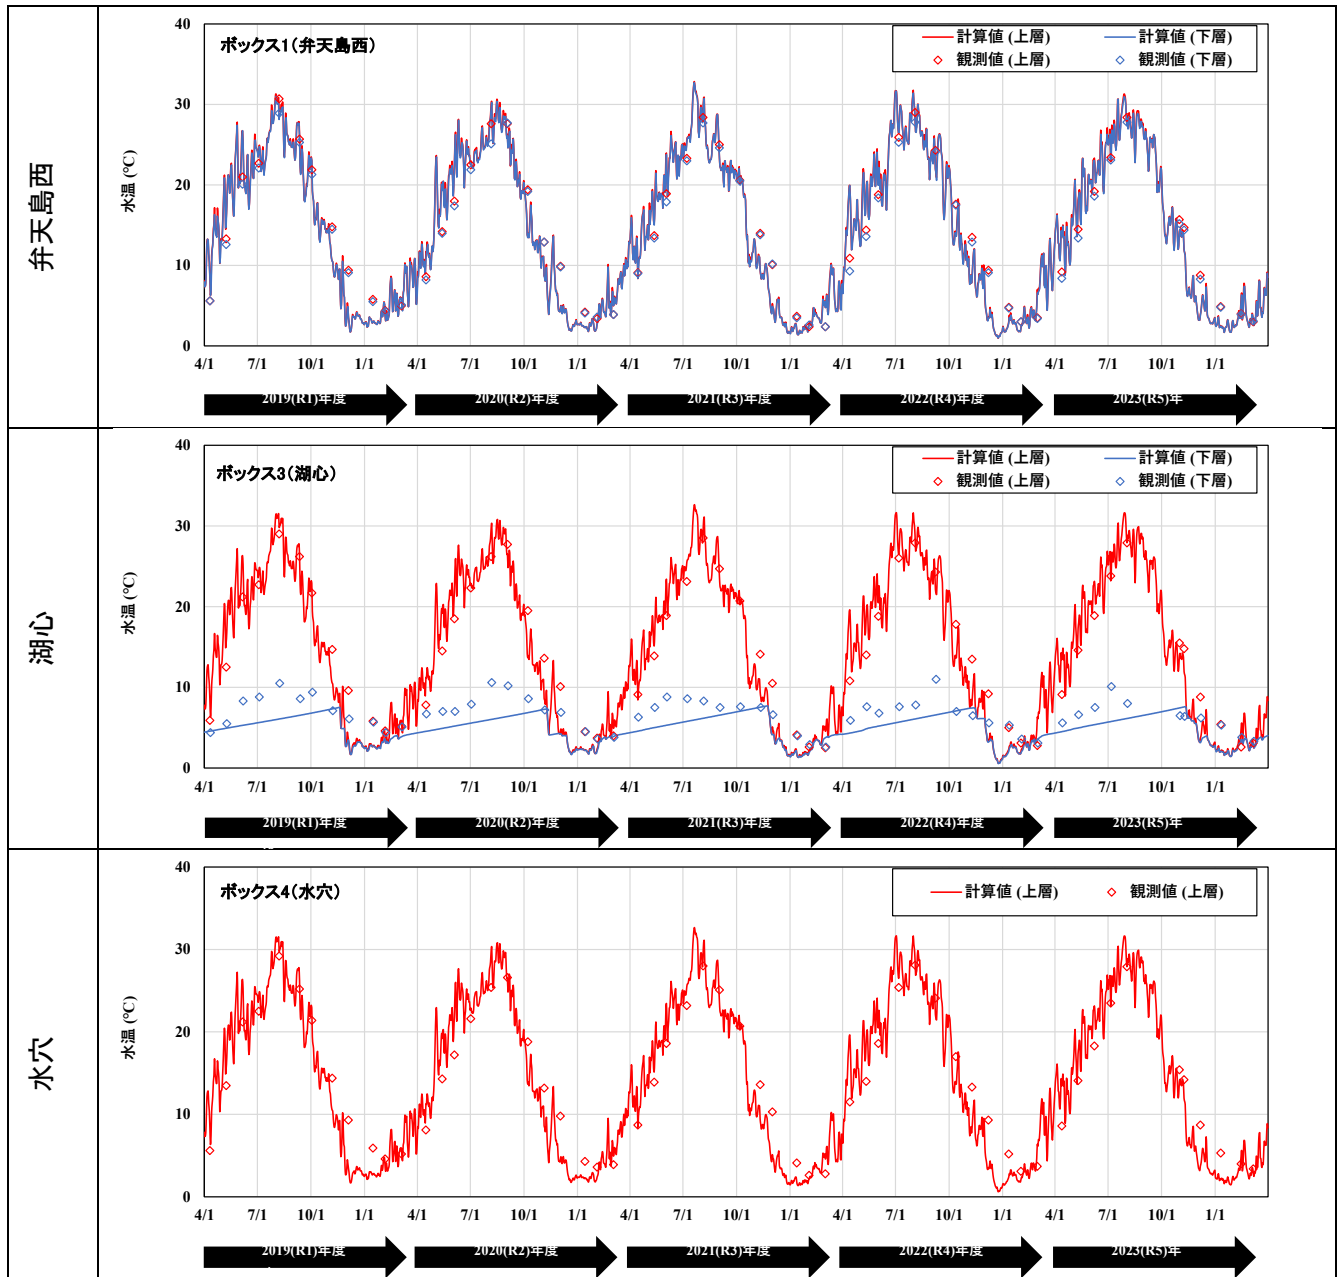 弁天島西
ボックス1(弁天島西)
計算値 (上層)
計算値 (下層)
観測値 (上層)
観測値 (下層)
水温 (℃)
40
30
20
10
0
4/1 7/1 10/1 1/1 4/1 7/1 10/1 1/1 4/1 7/1 10/1 1/1 4/1 7/1 10/1 1/1 4/1 7/1 10/1 1/1
2019(R1)年度 2020(R2)年度 2021(R3)年度 2022(R4)年度 2023(R5)年
湖心
ボックス3(湖心)
計算値 (上層)
計算値 (下層)
観測値 (上層)
観測値 (下層)
水温 (℃)
40
30
20
10
0
4/1 7/1 10/1 1/1 4/1 7/1 10/1 1/1 4/1 7/1 10/1 1/1 4/1 7/1 10/1 1/1 4/1 7/1 10/1 1/1
2019(R1)年度 2020(R2)年度 2021(R3)年度 2022(R4)年度 2023(R5)年
水穴
ボックス4(水穴)
計算値 (上層)
観測値 (上層)
水温 (℃)
40
30
20
10
0
4/1 7/1 10/1 1/1 4/1 7/1 10/1 1/1 4/1 7/1 10/1 1/1 4/1 7/1 10/1 1/1 4/1 7/1 10/1 1/1
2019(R1)年度 2020(R2)年度 2021(R3)年度 2022(R4)年度 2023(R5)年